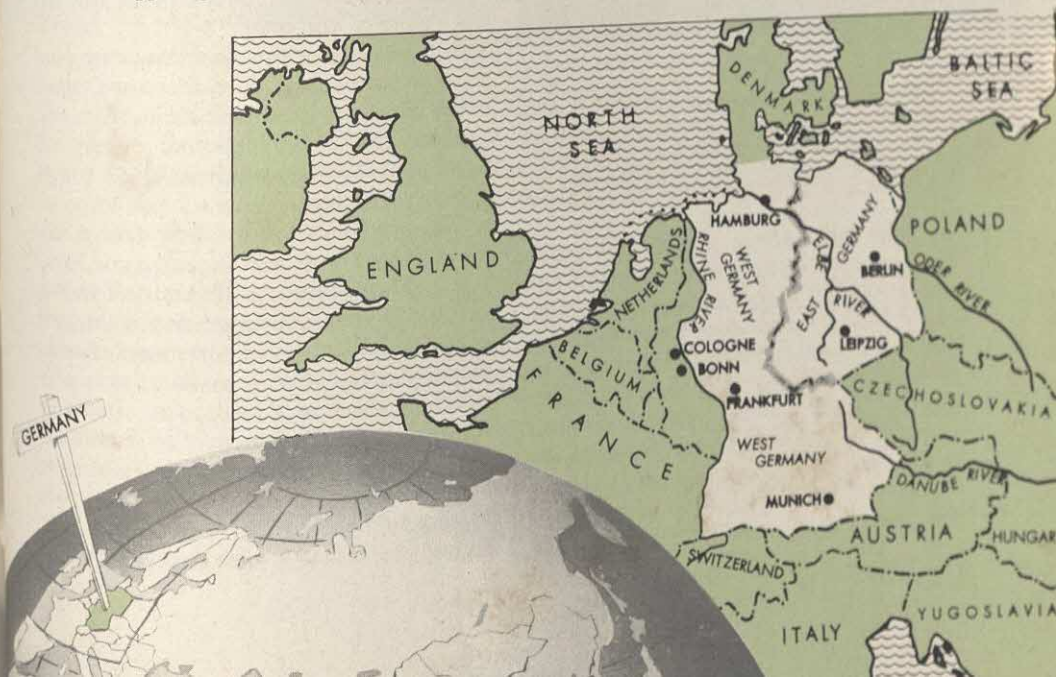 BALTIC
SEA
DENMARK
NORTH
SEA
HAMBURG
GERMANY
POLAND
ENGLAND
NETHERLANDS
RHINE RIVER
WEST
GERMANY
ELBE
BERLIN
ODER RIVER
EAST
RIVER
LEIPZIG
COLOGNE
BELGIUM
BONN
FRANCE
FRANKFURT
CZECHOSLOVAKIA
GERMANY
WEST
GERMANY
DANUBE RIVER
MUNICH
AUSTRIA
HUNGAR
SWITZERLAND
YUGOSLAVIA
ITALY